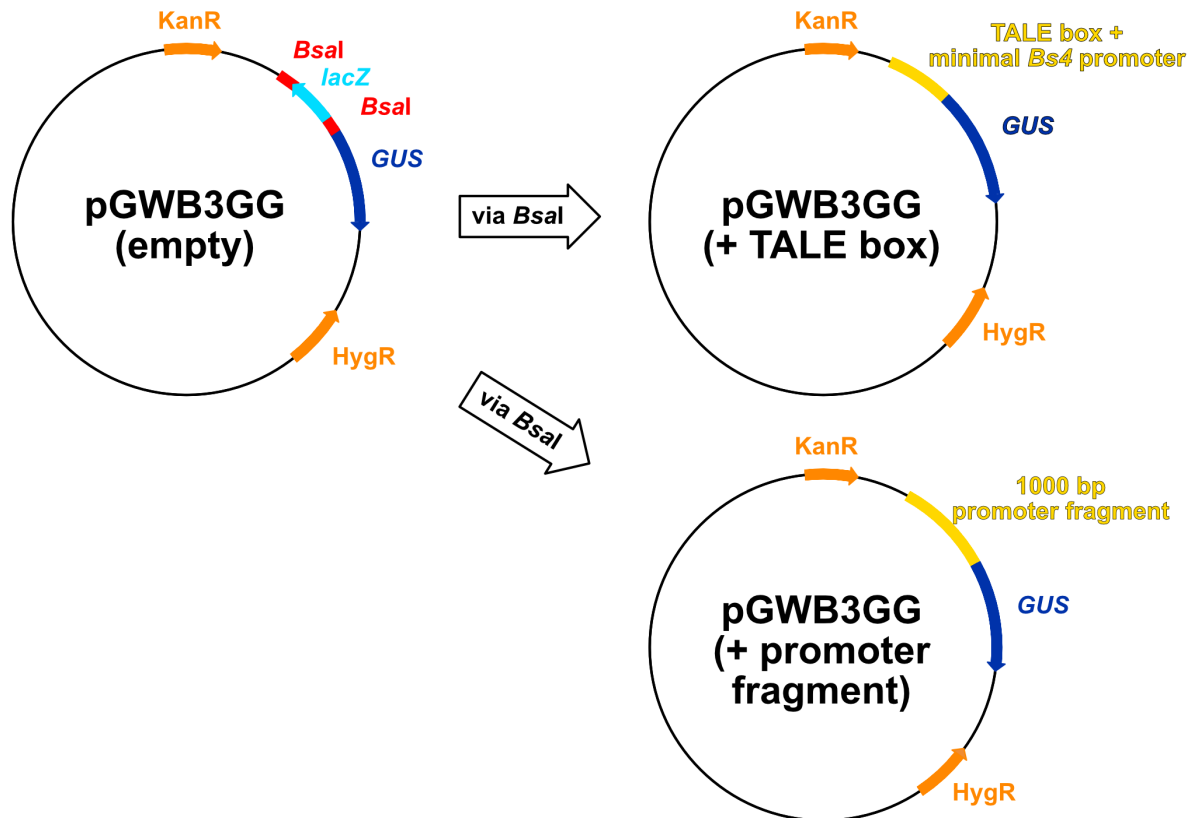 KanR
BsaI
lacZ
BsaI
GUS
pGWB3GG
(empty)
HygR
via BsaI
KanR
TALE box +
minimal Bs4 promoter
GUS
pGWB3GG
(+ TALE box)
HygR
via BsaI
KanR
1000 bp
promoter fragment
GUS
pGWB3GG
(+ promoter
fragment)
HygR